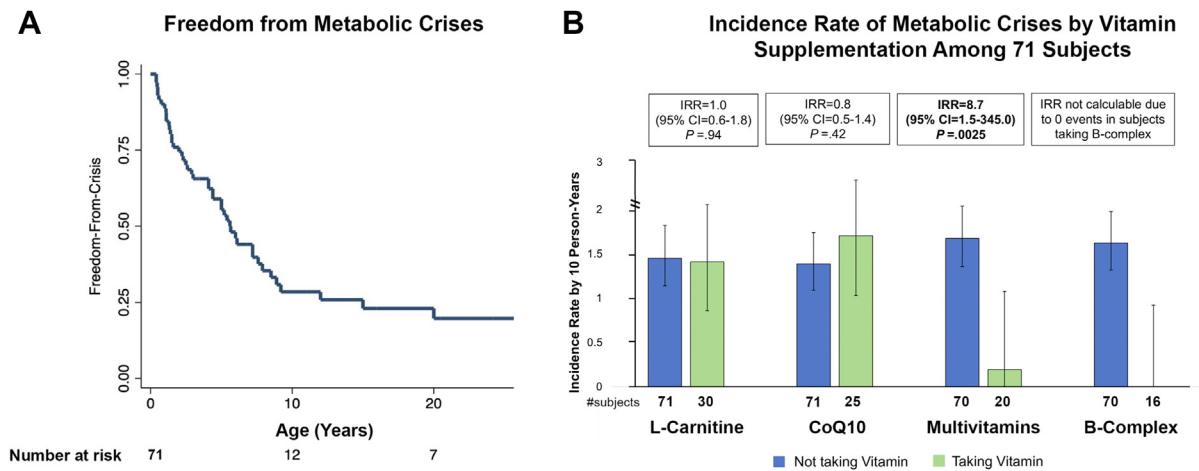 A
Freedom from Metabolic Crises
Freedom-From-Crisis
1.00
0.75
0.50
0.25
0.00
0 10 20
Age (Years)
Number at risk 71 12 7
B
Incidence Rate of Metabolic Crises by Vitamin
Supplementation Among 71 Subjects
IRR=1.0
(95% CI=0.6-1.8)
P =.94
IRR=0.8
(95% CI=0.5-1.4)
P =.42
IRR=8.7
(95% CI=1.5-345.0)
P =.0025
IRR not calculable due
to 0 events in subjects
taking B-complex
Incidence Rate by 10 Person-Years
3
2
1.5
1
0.5
0
#subjects 71 30 71 25 70 20 70 16
L-Carnitine CoQ10 Multivitamins B-Complex
Not taking Vitamin Taking Vitamin